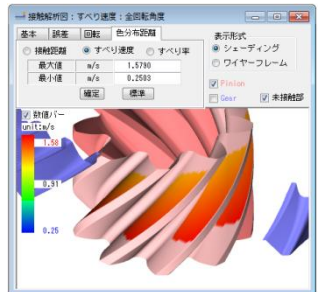 接触解析図:すべり速度:全回転角度
基本 誤差 回転 色分布距離
接触距離 すべり速度 すべり率
最大値 m/s 1.5790
最小値 m/s 0.2503
確定 標準
表示形式
シェーディング
ワイヤーフレーム
Pinion
Gear 未接触部
数値バー
unit:m/s
1.58
0.91
0.25